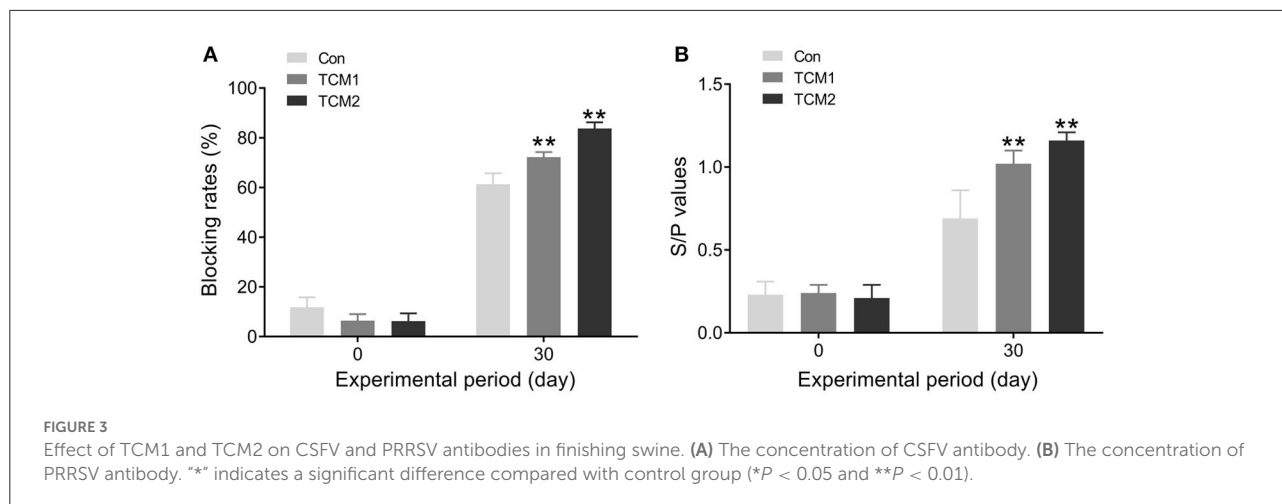 A
Con
TCM1
TCM2
100
80
60
40
20
0
Blocking rates (%)
**
**
0
30
Experimental period (day)
B
Con
TCM1
TCM2
1.5
1.0
0.5
0.0
S/P values
**
**
0
30
Experimental period (day)
FIGURE 3
Effect of TCM1 and TCM2 on CSFV and PRRSV antibodies in finishing swine. (A) The concentration of CSFV antibody. (B) The concentration of
PRRSV antibody. “*” indicates a significant difference compared with control group (*P < 0.05 and **P < 0.01).